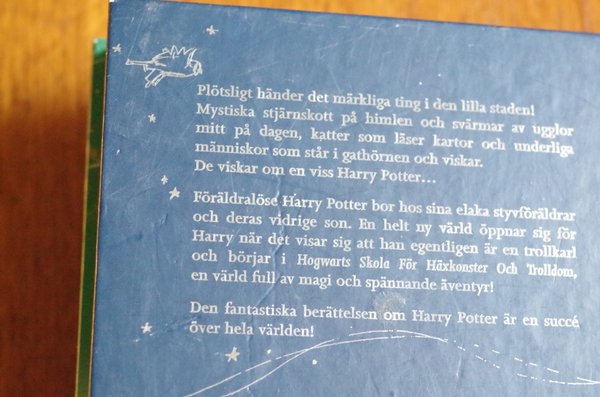 Plötsligt händer det märkliga ting i den lilla staden!
Mystiska stjärnskott på himlen och svärmar av ugglor
mitt på dagen, katter som läser kartor och underliga
människor som står i gathörnen och viskar.
De viskar om en viss Harry Potter...
Föräldralöse Harry Potter bor hos sina elaka styvföräldrar
och deras vidrige son. En helt ny värld öppnar sig för
Harry när det visar sig att han egentligen är en trollkarl
och börjar i Hogwarts Skola För Häxkonster Och Trolldom,
en värld full av magi och spännande äventyr!
Den fantastiska berättelsen om Harry Potter är en succé
över hela världen!